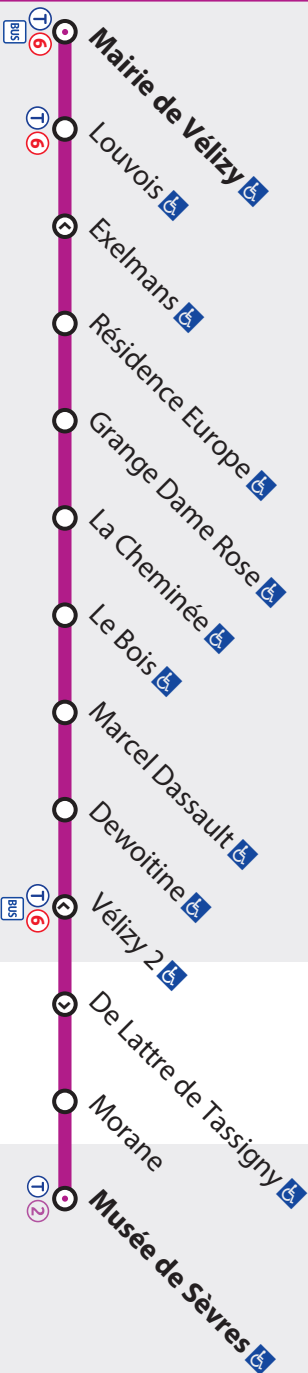 Mairie de Vélizy
T 6
BUS
Louvois
T 6
Exelmans
Résidence Europe
Grange Dame Rose
La Cheminée
Le Bois
Marcel Dassault
Dewoitine
Vélizy 2
T 6
BUS
De Lattre de Tassigny
Morane
Musée de Sèvres
T 2